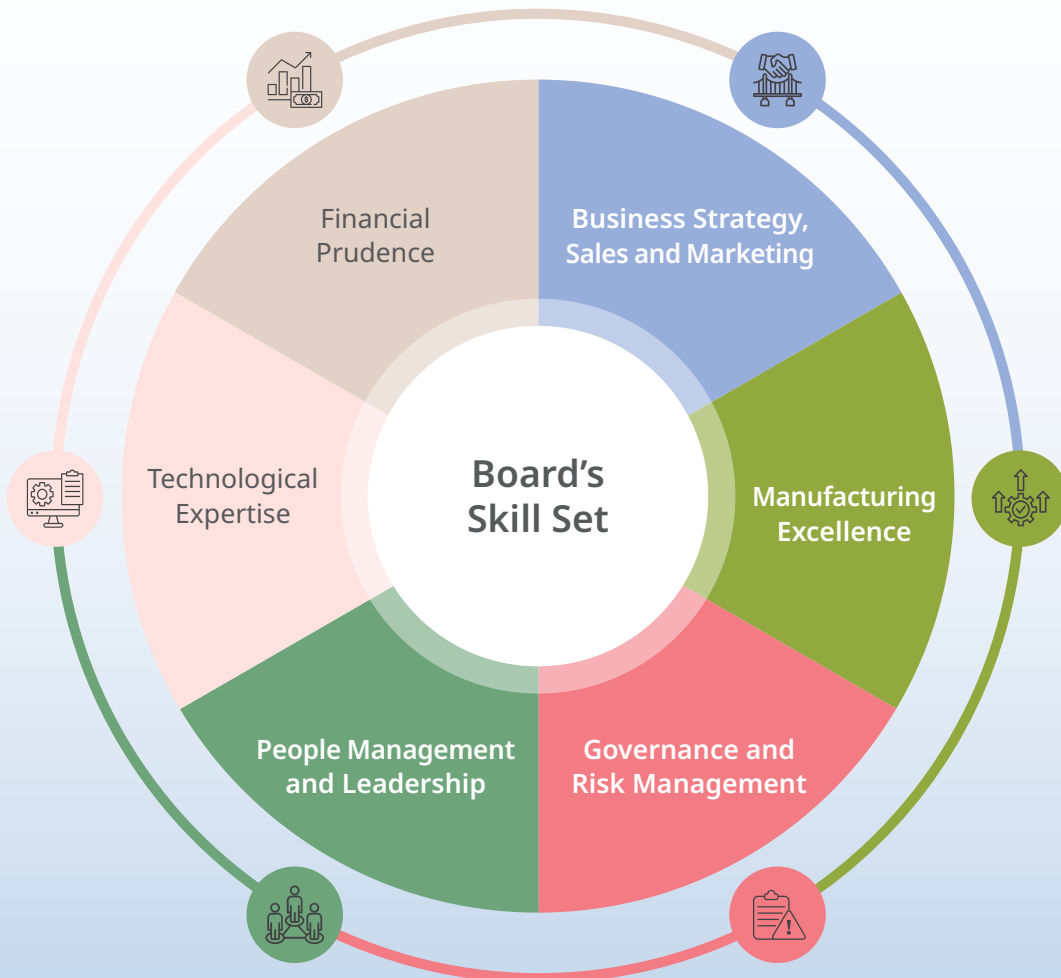 Financial
Prudence
Business Strategy,
Sales and Marketing
Technological
Expertise
Board’s
Skill Set
Manufacturing
Excellence
People Management
and Leadership
Governance and
Risk Management